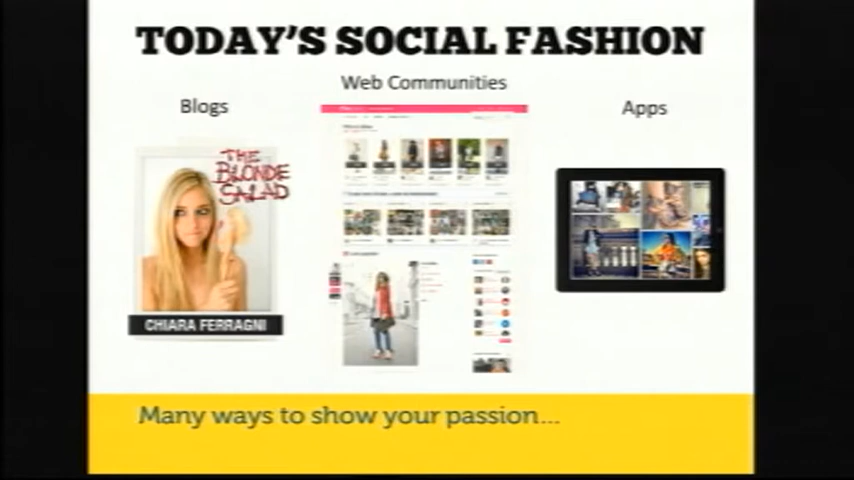 TODAY'S SOCIAL FASHION
Web Communities
Blogs
Apps
THE
BLONDE
SALAD
CHIARA FERRAGNI
Many ways to show your passion...